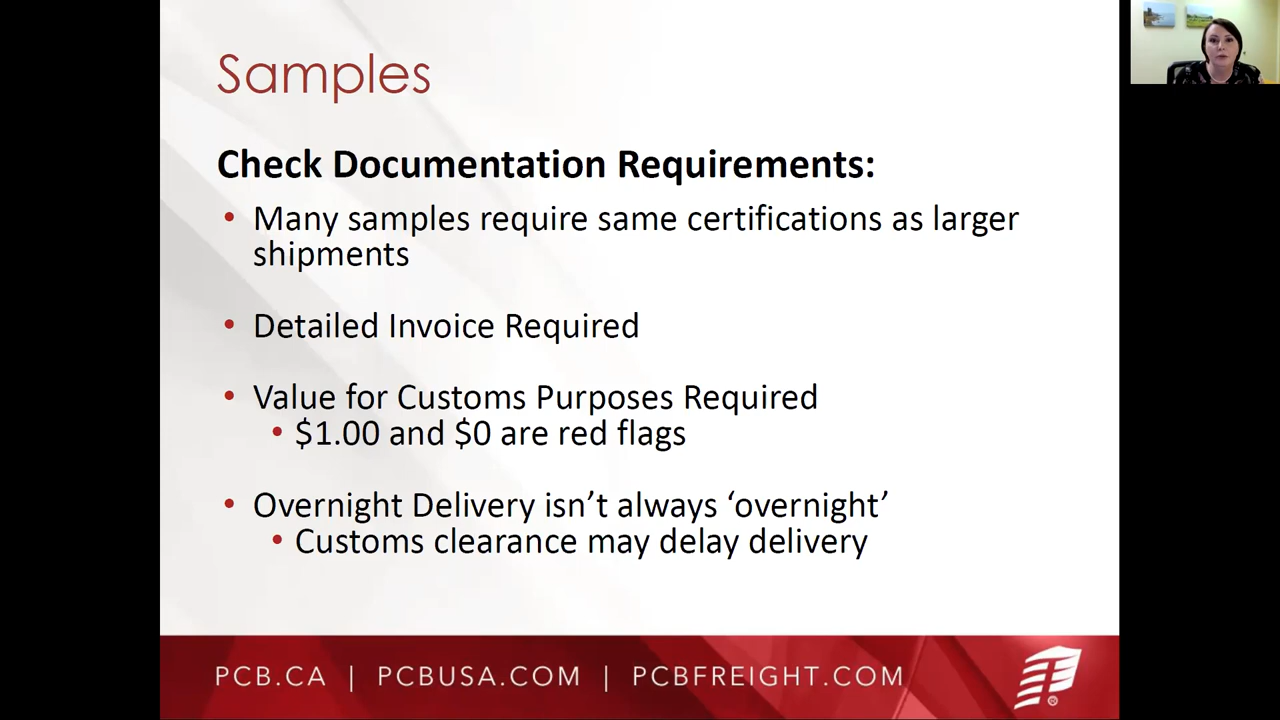 Samples
Check Documentation Requirements:
• Many samples require same certifications as larger
shipments
• Detailed Invoice Required
• Value for Customs Purposes Required
• $1.00 and $0 are red flags
• Overnight Delivery isn’t always ‘overnight’
• Customs clearance may delay delivery
PCB.CA | PCBUSA.COM | PCBFREIGHT.COM
®